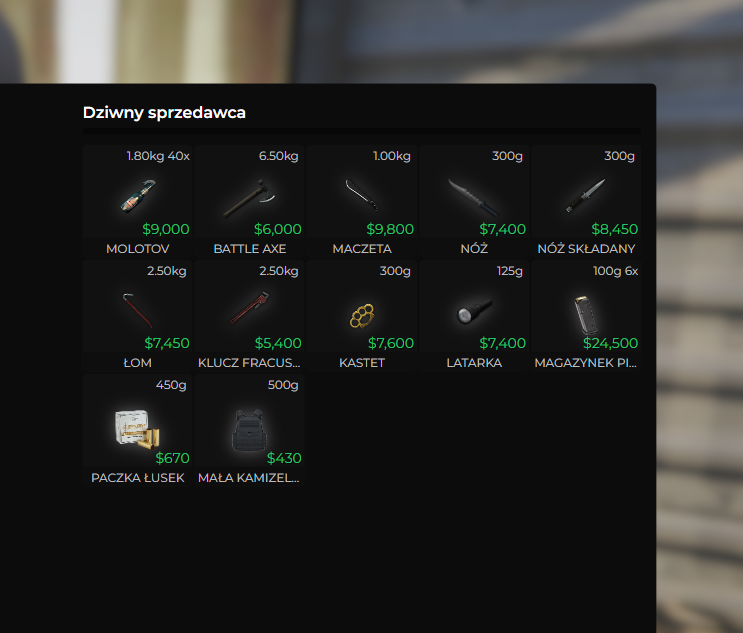 Dziwny sprzedawca
1.80kg 40x
6.50kg
1.00kg
300g
300g
$9,000
$6,000
$9,800
$7,400
$8,450
MOLOTOV
BATTLE AXE
MACZETA
NÓŻ
NÓŻ SKŁADANY
2.50kg
2.50kg
300g
125g
100g 6x
$7,450
$5,400
$7,600
$7,400
$24,500
ŁOM
KLUCZ FRACUS...
KASTET
LATARKA
MAGAZYNEK PI...
450g
500g
$670
$430
PACZKA ŁUSEK
MAŁA KAMIZEL...